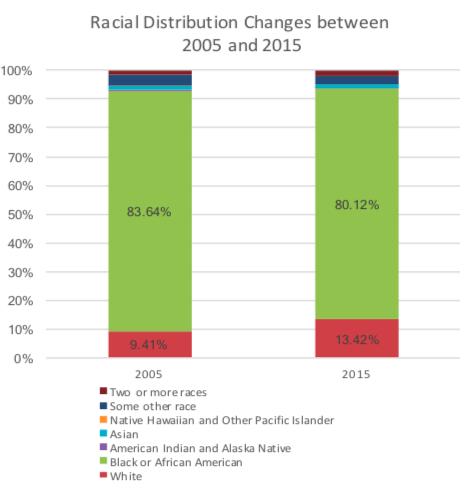 Racial Distribution Changes between
2005 and 2015
100%
90%
80%
70%
60%
50%
40%
30%
20%
10%
0%
83.64%
80.12%
9.41%
13.42%
2005
2015
Two or more races
Some other race
Native Hawaiian and Other Pacific Islander
Asian
American Indian and Alaska Native
Black or African American
White